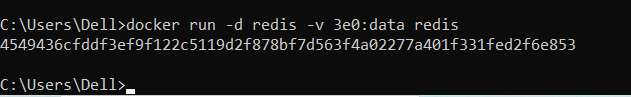 C:\Users\Dell>docker run -d redis -v 3e0:data redis
4549436cfddf3ef9f122c5119d2f878bf7d563f4a02277a401f331fed2f6e853
C:\Users\Dell>